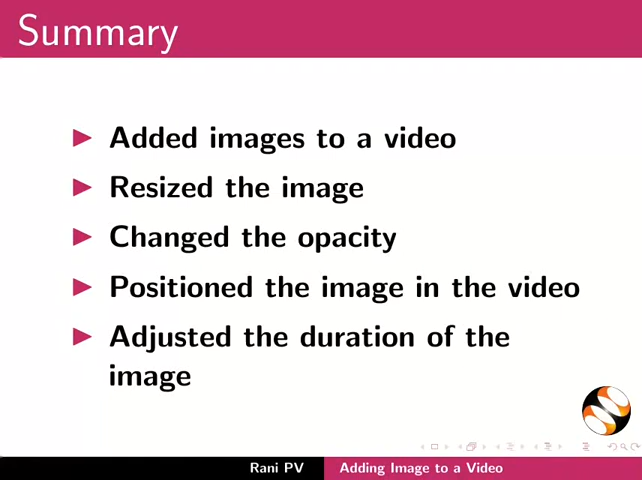 Summary
Added images to a video
Resized the image
Changed the opacity
Positioned the image in the video
Adjusted the duration of the
image
Rani PV
Adding Image to a Video